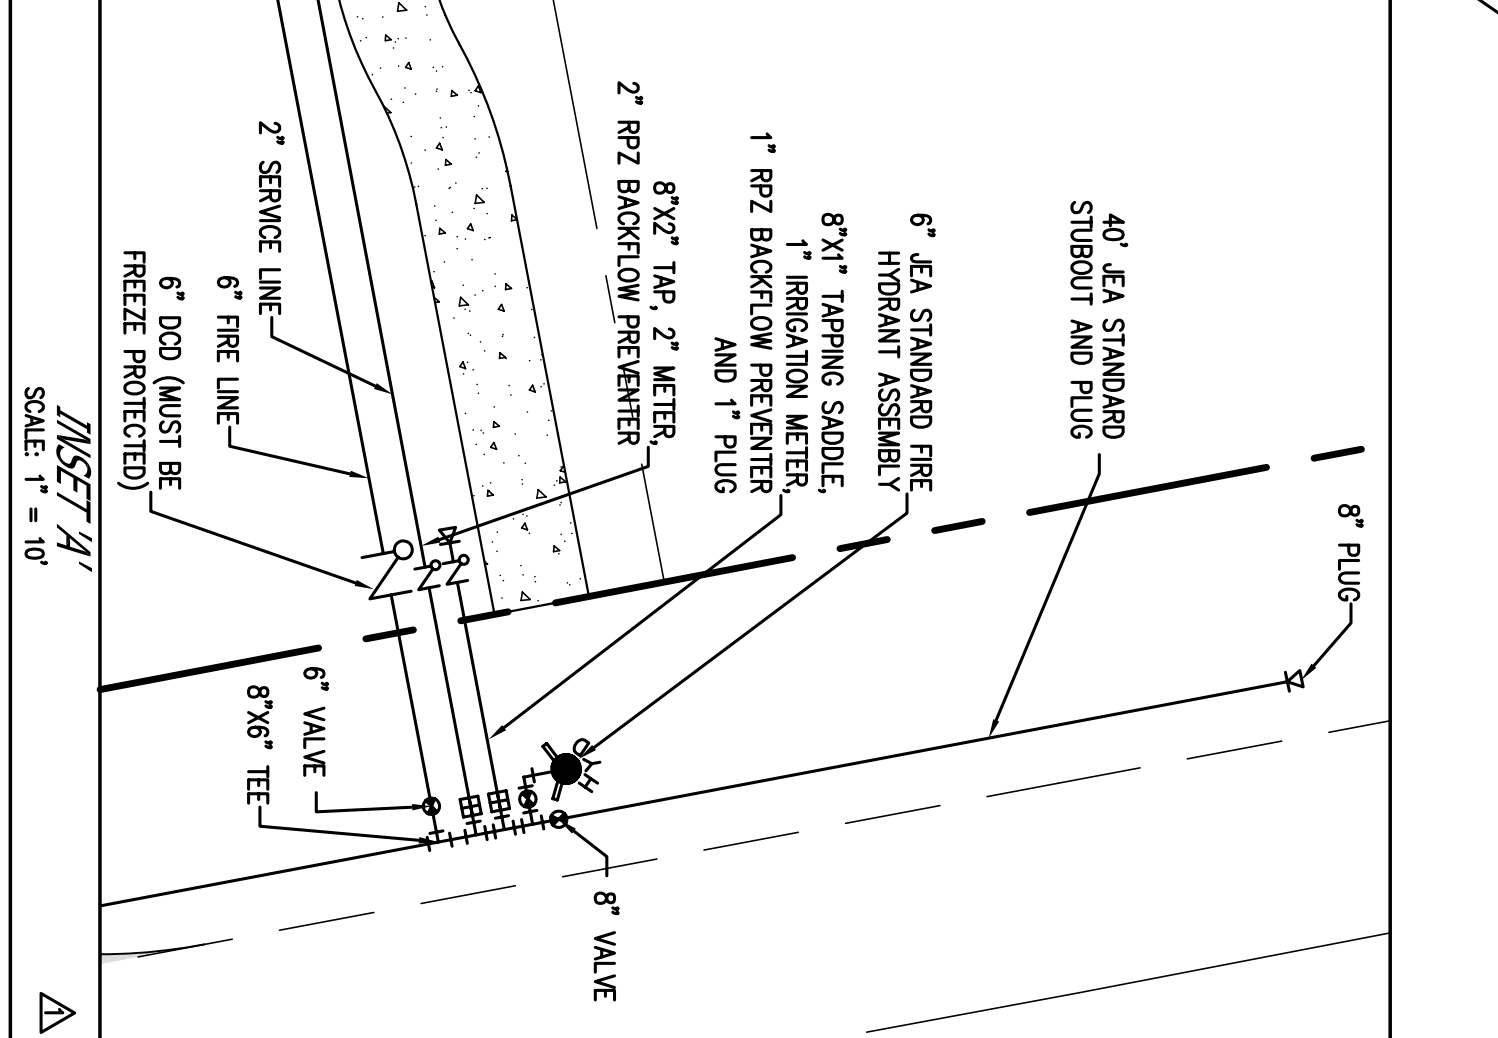 8" PLUG
40' JEA STANDARD
STUBOUT AND PLUG
6" JEA STANDARD FIRE
HYDRANT ASSEMBLY
8"X1" TAPPING SADDLE,
1" IRRIGATION METER,
1" RPZ BACKFLOW PREVENTER
AND 1" PLUG
8"X2" TAP, 2" METER,
2" RPZ BACKFLOW PREVENTER
2" SERVICE LINE
6" FIRE LINE
6" DCD (MUST BE
FREEZE PROTECTED)
HYD
8" VALVE
6" VALVE
8"X6" TEE
INSET 'A'
SCALE: 1" = 10'
1